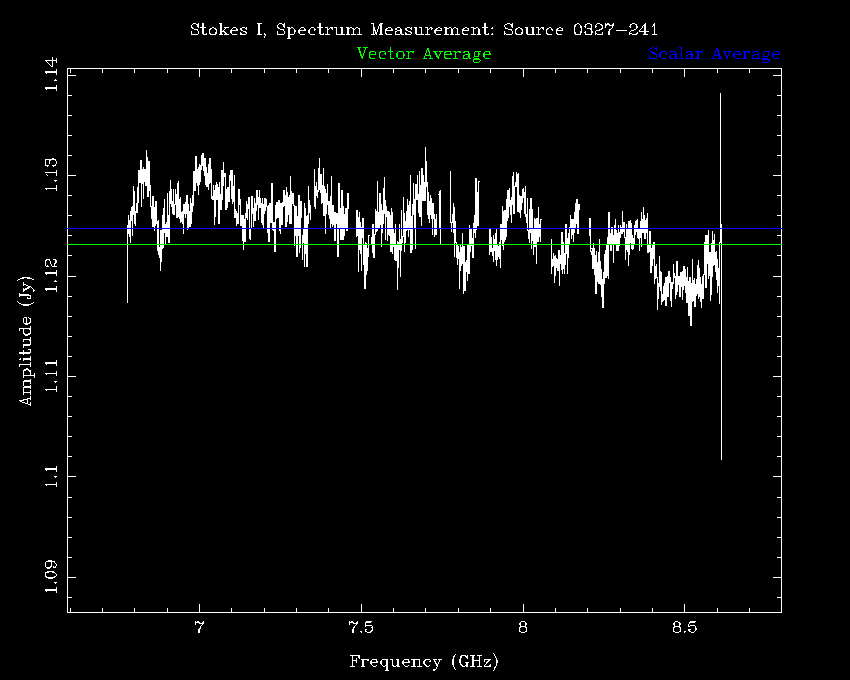 Stokes I, Spectrum Measurement: Source 0327−241
Vector Average
Scalar Average
1.14
1.13
1.12
1.11
1.1
1.09
Amplitude (Jy)
7
7.5
8
8.5
Frequency (GHz)